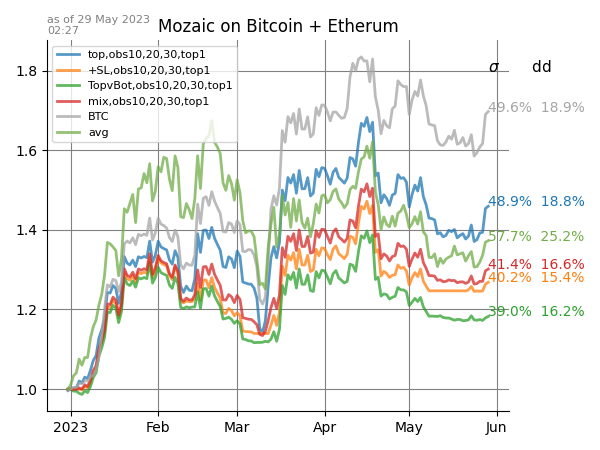 as of 29 May 2023
02:27
Mozaic on Bitcoin + Etherum
top,obs10,20,30,top1
+SL,obs10,20,30,top1
TopvBot,obs10,20,30,top1
mix,obs10,20,30,top1
BTC
avg
σ dd
49.6% 18.9%
48.9% 18.8%
57.7% 25.2%
41.4% 16.6%
40.2% 15.4%
39.0% 16.2%
1.8
1.6
1.4
1.2
1.0
2023 Feb Mar Apr May Jun